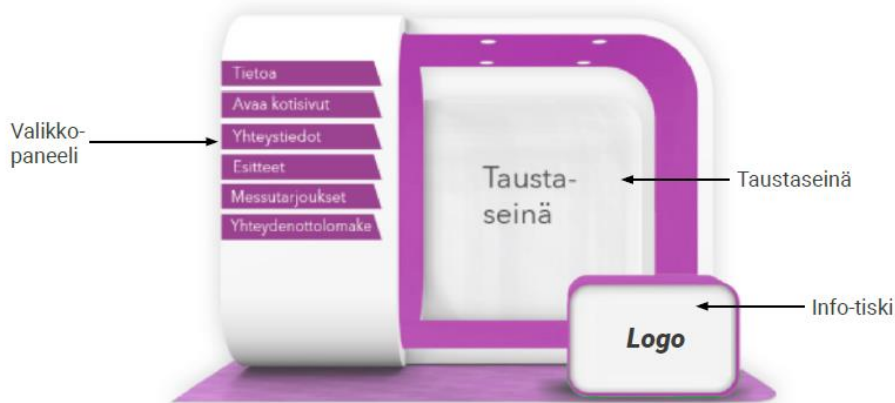 Valikko-
paneeli
Tietoa
Avaa kotisivut
Yhteystiedot
Esitteet
Messutarjoukset
Yhteydenottolomake
Tausta-
seinä
Taustaseinä
Info-tiski
Logo